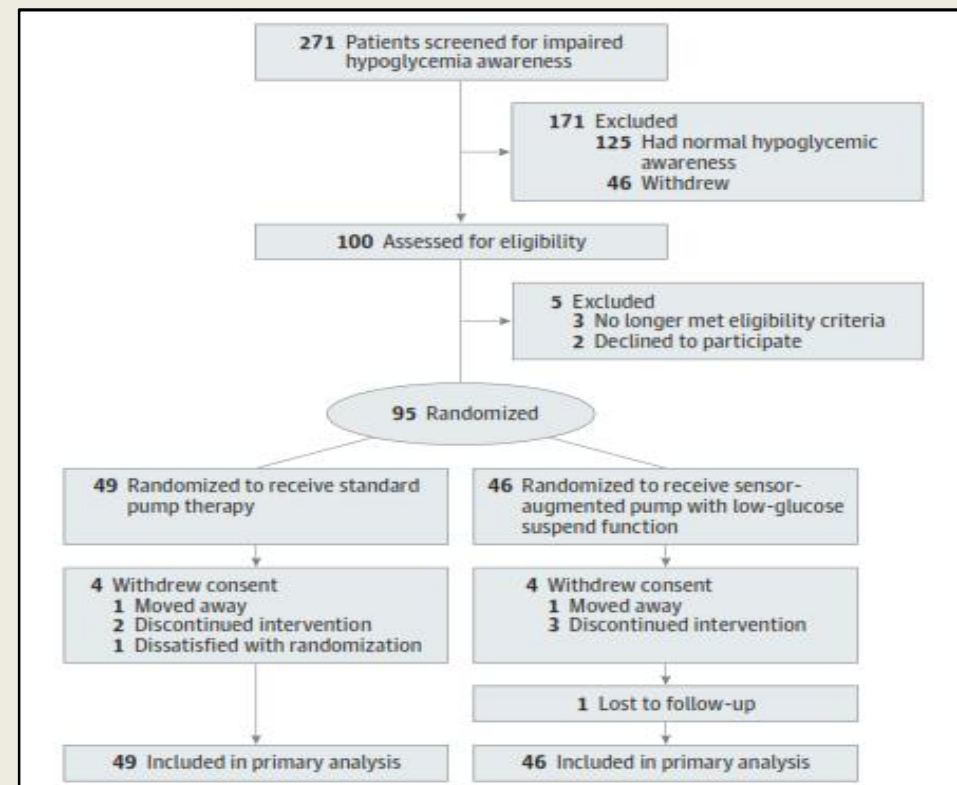 271 Patients screened for impaired
hypoglycemia awareness
171 Excluded
125 Had normal hypoglycemic
awareness
46 Withdrew
100 Assessed for eligibility
5 Excluded
3 No longer met eligibility criteria
2 Declined to participate
95 Randomized
49 Randomized to receive standard
pump therapy
46 Randomized to receive sensor-
augmented pump with low-glucose
suspend function
4 Withdrew consent
1 Moved away
2 Discontinued intervention
1 Dissatisfied with randomization
4 Withdrew consent
1 Moved away
3 Discontinued intervention
1 Lost to follow-up
49 Included in primary analysis
46 Included in primary analysis